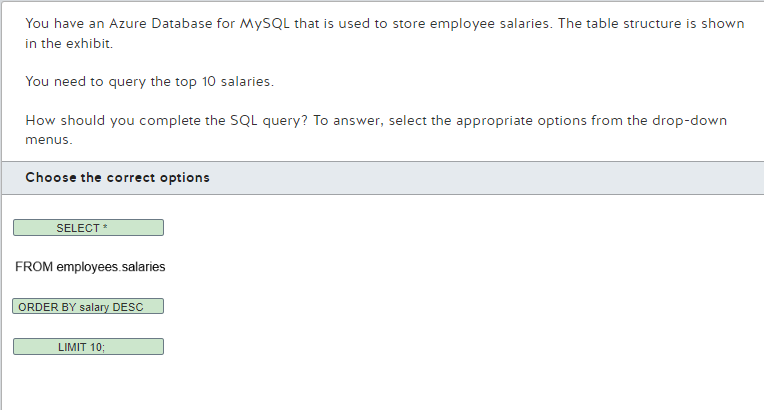 You have an Azure Database for MySQL that is used to store employee salaries. The table structure is shown
in the exhibit.
You need to query the top 10 salaries.
How should you complete the SQL query? To answer, select the appropriate options from the drop-down
menus.
Choose the correct options
SELECT *
FROM employees.salaries
ORDER BY salary DESC
LIMIT 10;